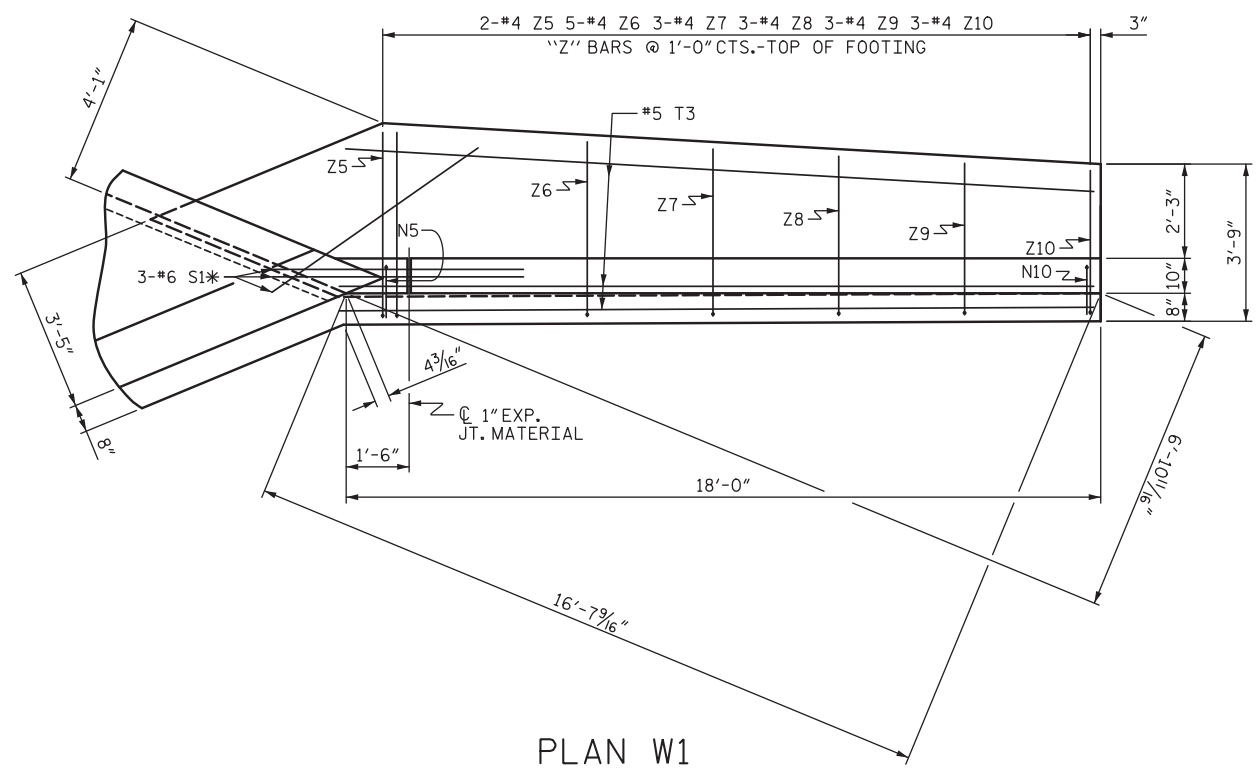 2-#4 Z5 5-#4 Z6 3-#4 Z7 3-#4 Z8 3-#4 Z9 3-#4 Z10
3″
‶Z″ BARS @ 1′-0″ CTS.-TOP OF FOOTING
4′-1″
#5 T3
Z5
Z6
Z7
Z8
Z9
Z10
N5
N10
2′-3″
10″
8″
3′-9″
3-#6 S1*
3′-5″
8″
4 3/16″
℄ 1″ EXP.
JT. MATERIAL
1′-6″
18′-0″
6′-10 11/16″
16′-7 9/16″
PLAN W1